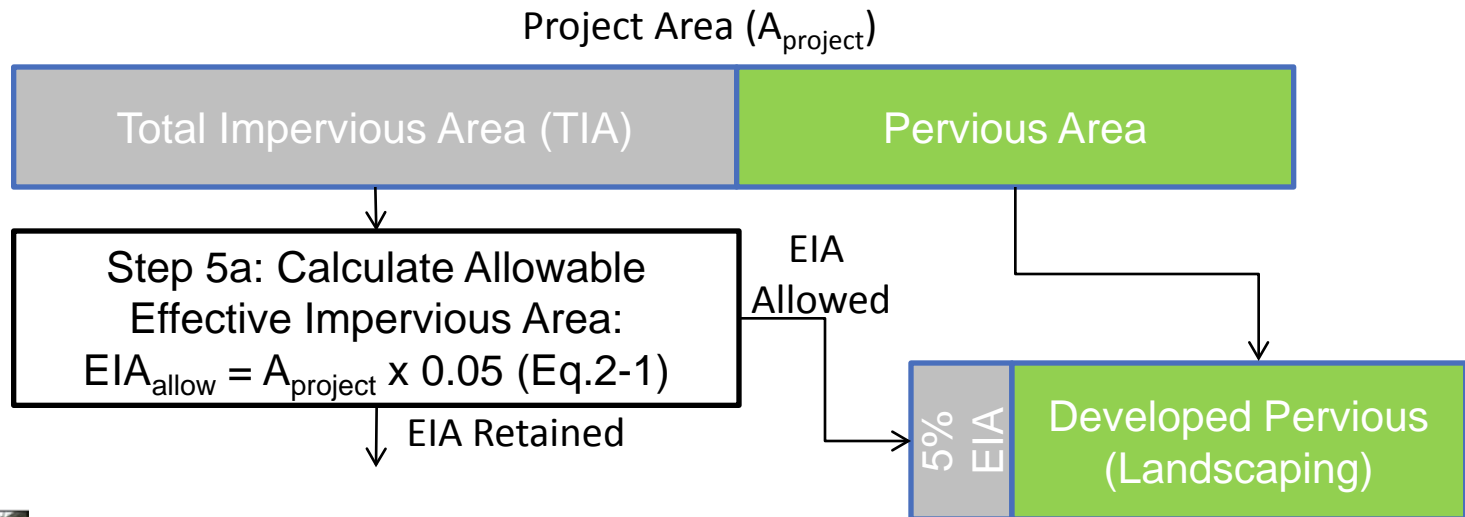 Project Area (Aproject)
Total Impervious Area (TIA)
Pervious Area
Step 5a: Calculate Allowable
Effective Impervious Area:
EIAallow = Aproject x 0.05 (Eq.2-1)
EIA
Allowed
EIA Retained
5%
EIA
Developed Pervious
(Landscaping)